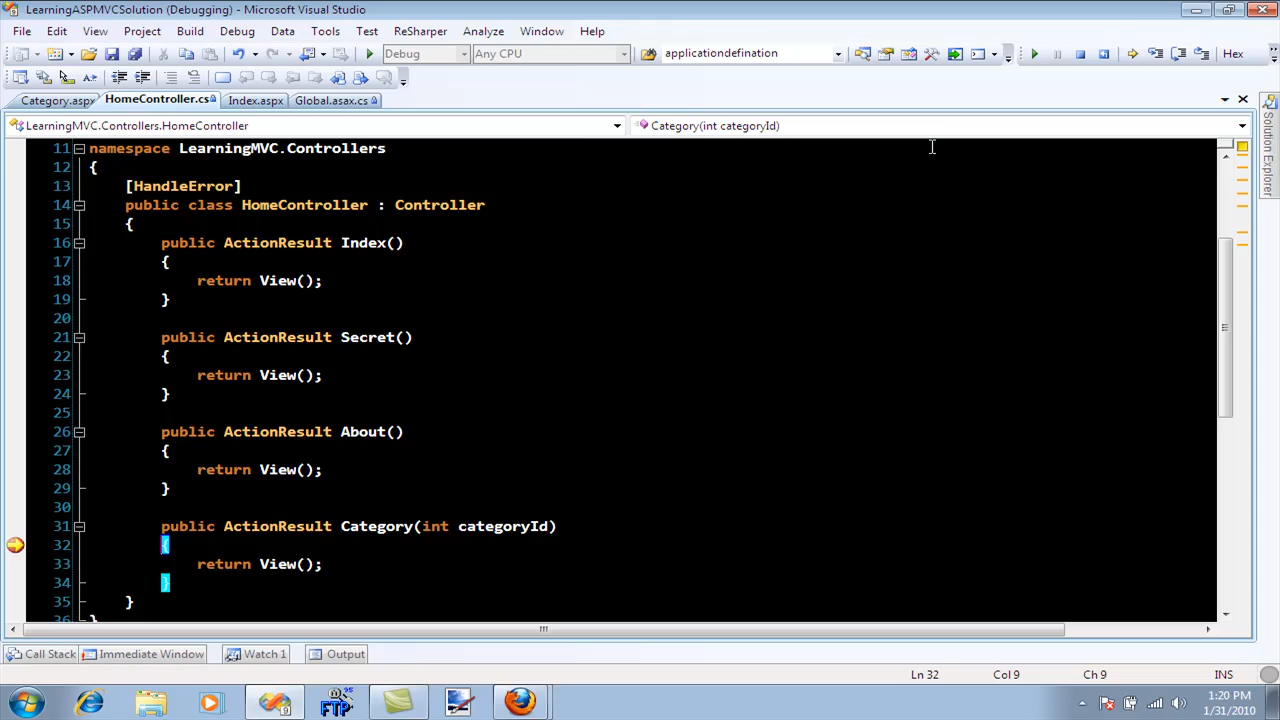 LearningASPMVCSolution (Debugging) - Microsoft Visual Studio
File Edit View Project Build Debug Data Tools Test ReSharper Analyze Window Help
Debug Any CPU applicationdefination Hex
Category.aspx HomeController.cs Index.aspx Global.asax.cs
LearningMVC.Controllers.HomeController Category(int categoryId)
Solution Explorer
11 namespace LearningMVC.Controllers
12 {
13 [HandleError]
14 public class HomeController : Controller
15 {
16 public ActionResult Index()
17 {
18 return View();
19 }
20
21 public ActionResult Secret()
22 {
23 return View();
24 }
25
26 public ActionResult About()
27 {
28 return View();
29 }
30
31 public ActionResult Category(int categoryId)
32 {
33 return View();
34 }
35 }
36 }
Call Stack Immediate Window Watch 1 Output
Ln 32 Col 9 Ch 9 INS
FTP
1:20 PM
1/31/2010